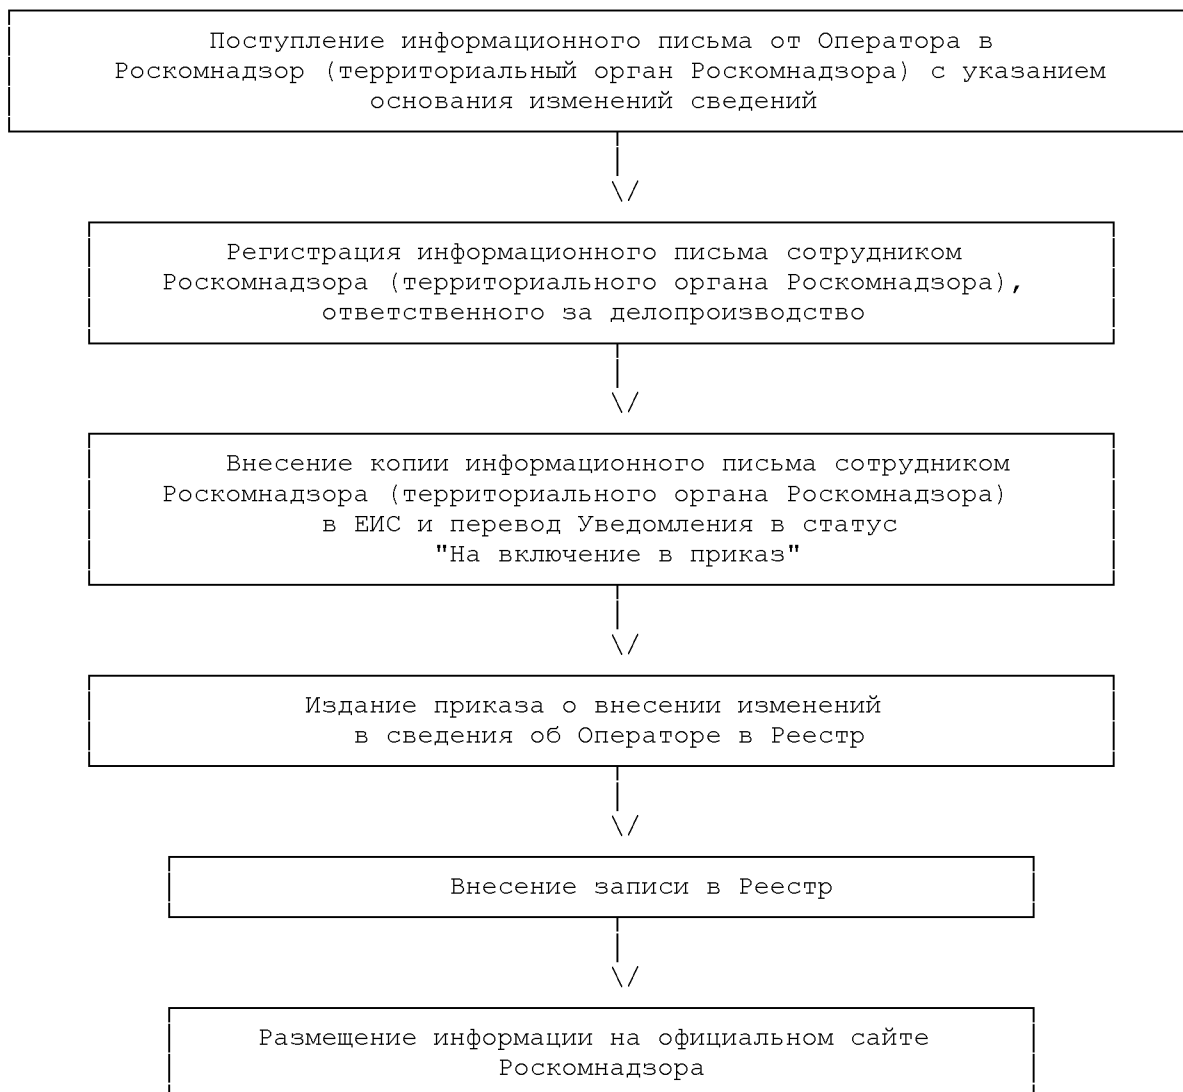 Поступление информационного письма от Оператора в
Роскомнадзор (территориальный орган Роскомнадзора) с указанием
основания изменений сведений
Регистрация информационного письма сотрудником
Роскомнадзора (территориального органа Роскомнадзора),
ответственного за делопроизводство
Внесение копии информационного письма сотрудником
Роскомнадзора (территориального органа Роскомнадзора)
в ЕИС и перевод Уведомления в статус
"На включение в приказ"
Издание приказа о внесении изменений
в сведения об Операторе в Реестр
Внесение записи в Реестр
Размещение информации на официальном сайте
Роскомнадзора